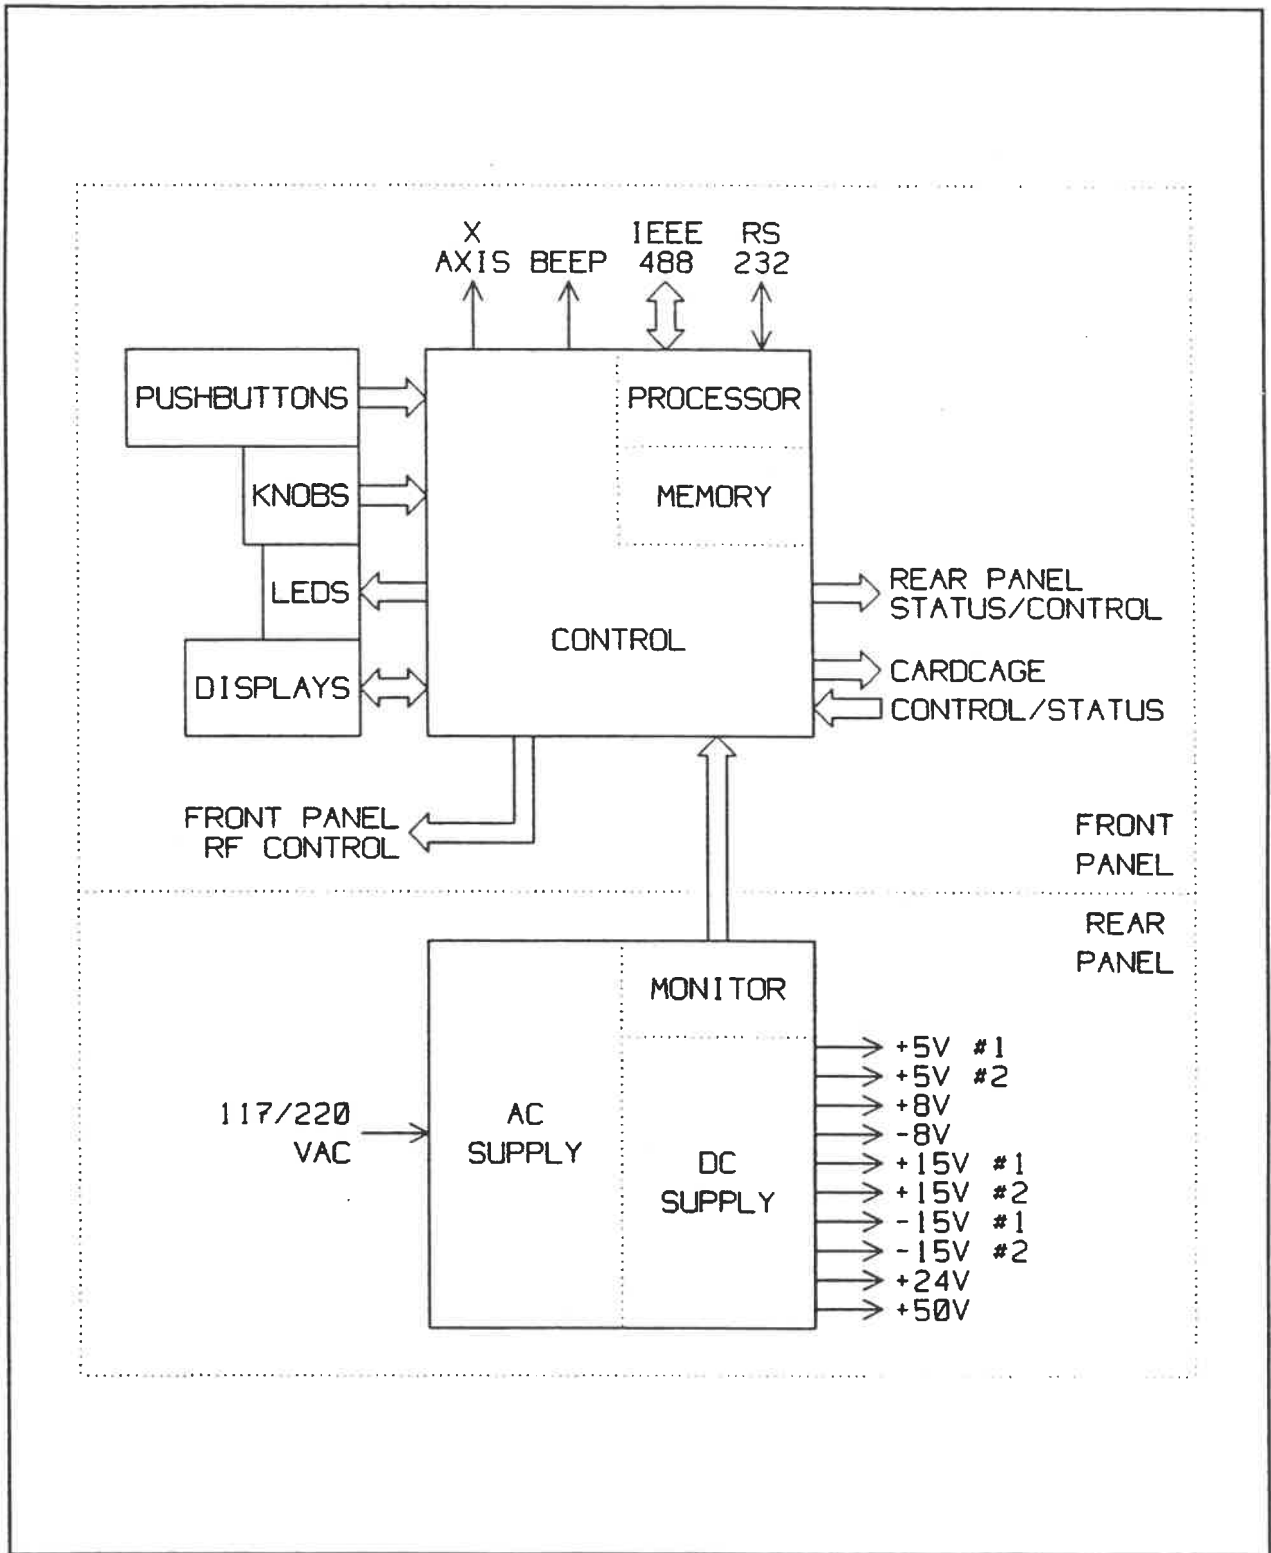 X
AXIS
BEEP
IEEE
488
RS
232
PUSHBUTTONS
KNOBS
LEDS
DISPLAYS
PROCESSOR
MEMORY
CONTROL
REAR PANEL
STATUS/CONTROL
CARDCAGE
CONTROL/STATUS
FRONT PANEL
RF CONTROL
FRONT
PANEL
REAR
PANEL
MONITOR
117/220
VAC
AC
SUPPLY
DC
SUPPLY
+5V #1
+5V #2
+8V
-8V
+15V #1
+15V #2
-15V #1
-15V #2
+24V
+50V